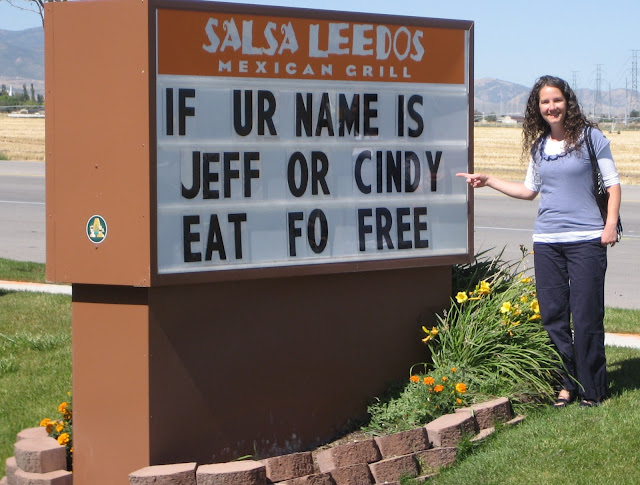 SALSA LEEDOS
MEXICAN GRILL
IF UR NAME IS
JEFF OR CINDY
EAT FO FREE